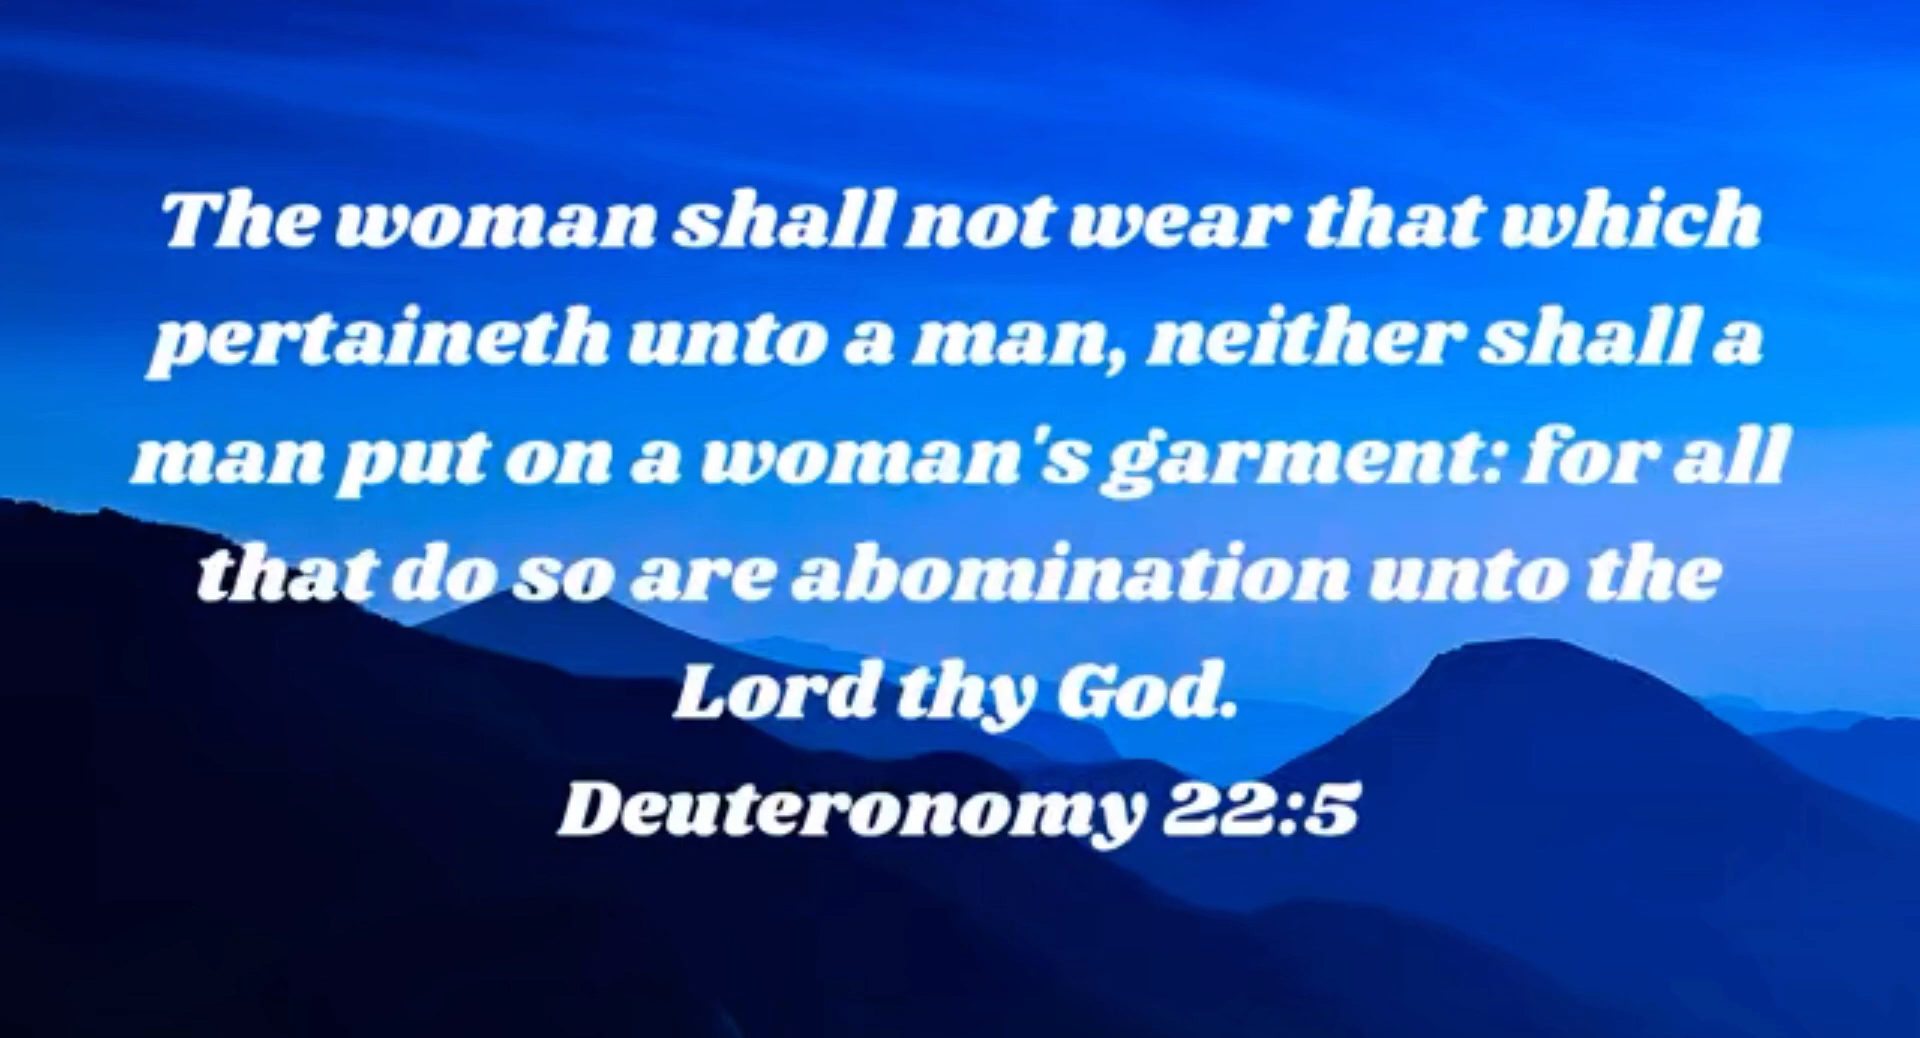 The woman shall not wear that which
pertaineth unto a man, neither shall a
man put on a woman's garment: for all
that do so are abomination unto the
Lord thy God.
Deuteronomy 22:5